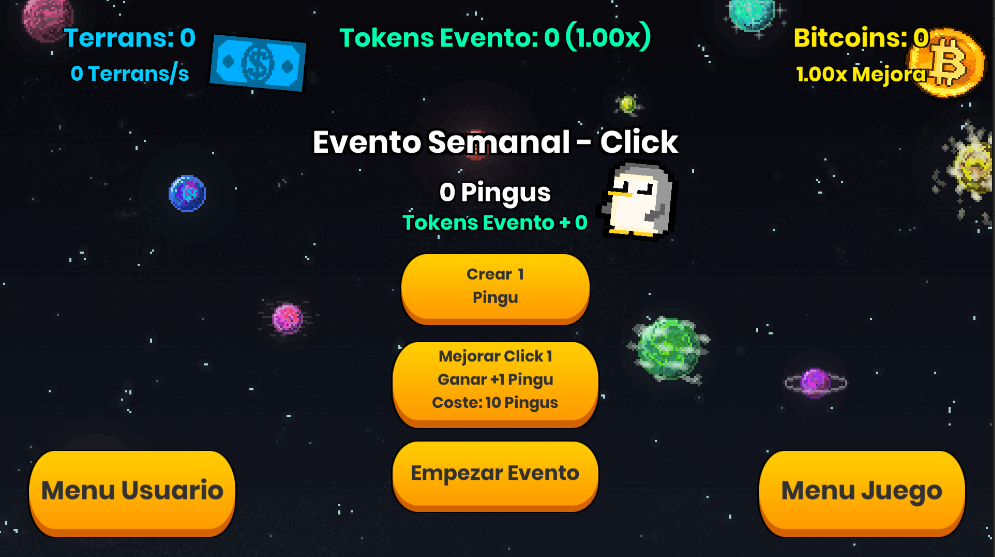 Terrans: 0
0 Terrans/s
Tokens Evento: 0 (1.00x)
Bitcoins: 0
1.00x Mejora
Evento Semanal - Click
0 Pingus
Tokens Evento + 0
Crear 1
Pingu
Mejorar Click 1
Ganar +1 Pingu
Coste: 10 Pingus
Empezar Evento
Menu Usuario
Menu Juego